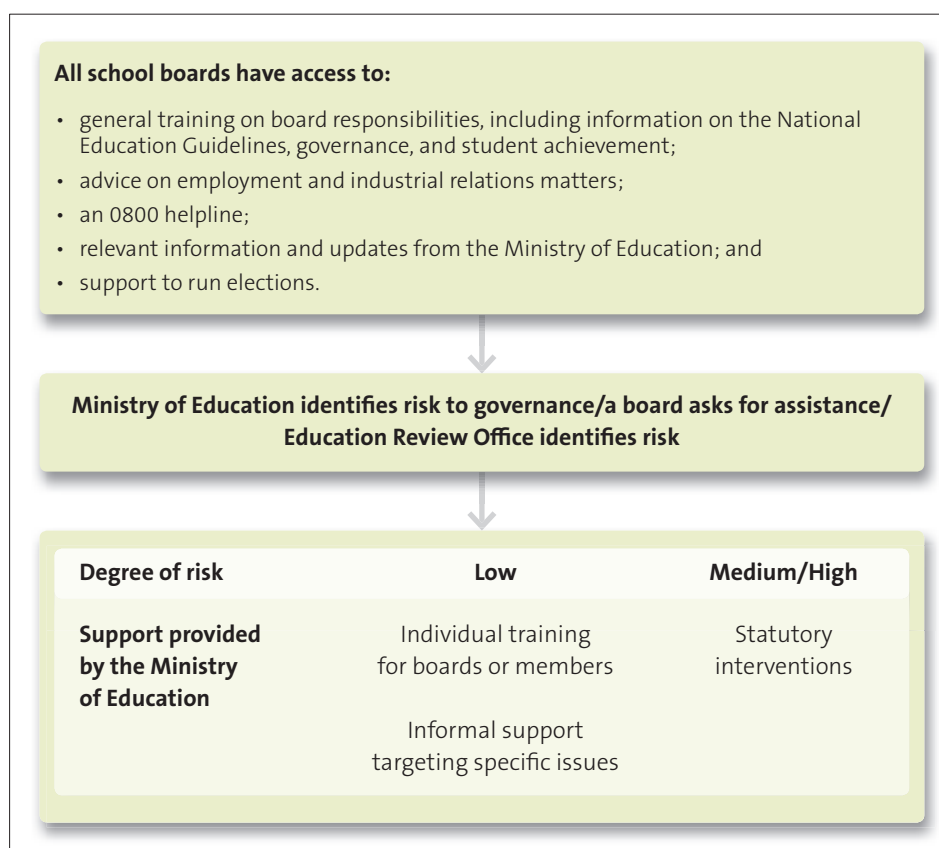 All school boards have access to:
• general training on board responsibilities, including information on the National
Education Guidelines, governance, and student achievement;
• advice on employment and industrial relations matters;
• an 0800 helpline;
• relevant information and updates from the Ministry of Education; and
• support to run elections.
Ministry of Education identifies risk to governance/a board asks for assistance/
Education Review Office identifies risk
Degree of risk Low Medium/High
Support provided Individual training Statutory
by the Ministry for boards or members interventions
of Education
Informal support
targeting specific issues